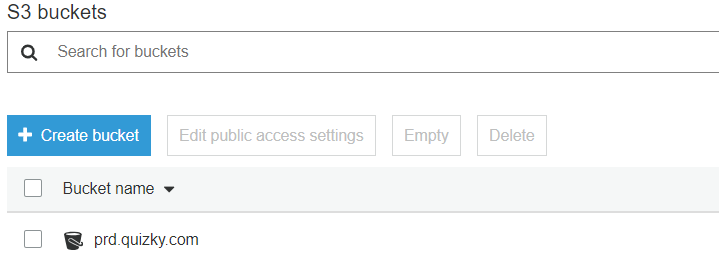 S3 buckets
Search for buckets
+ Create bucket Edit public access settings Empty Delete
Bucket name
prd.quizky.com